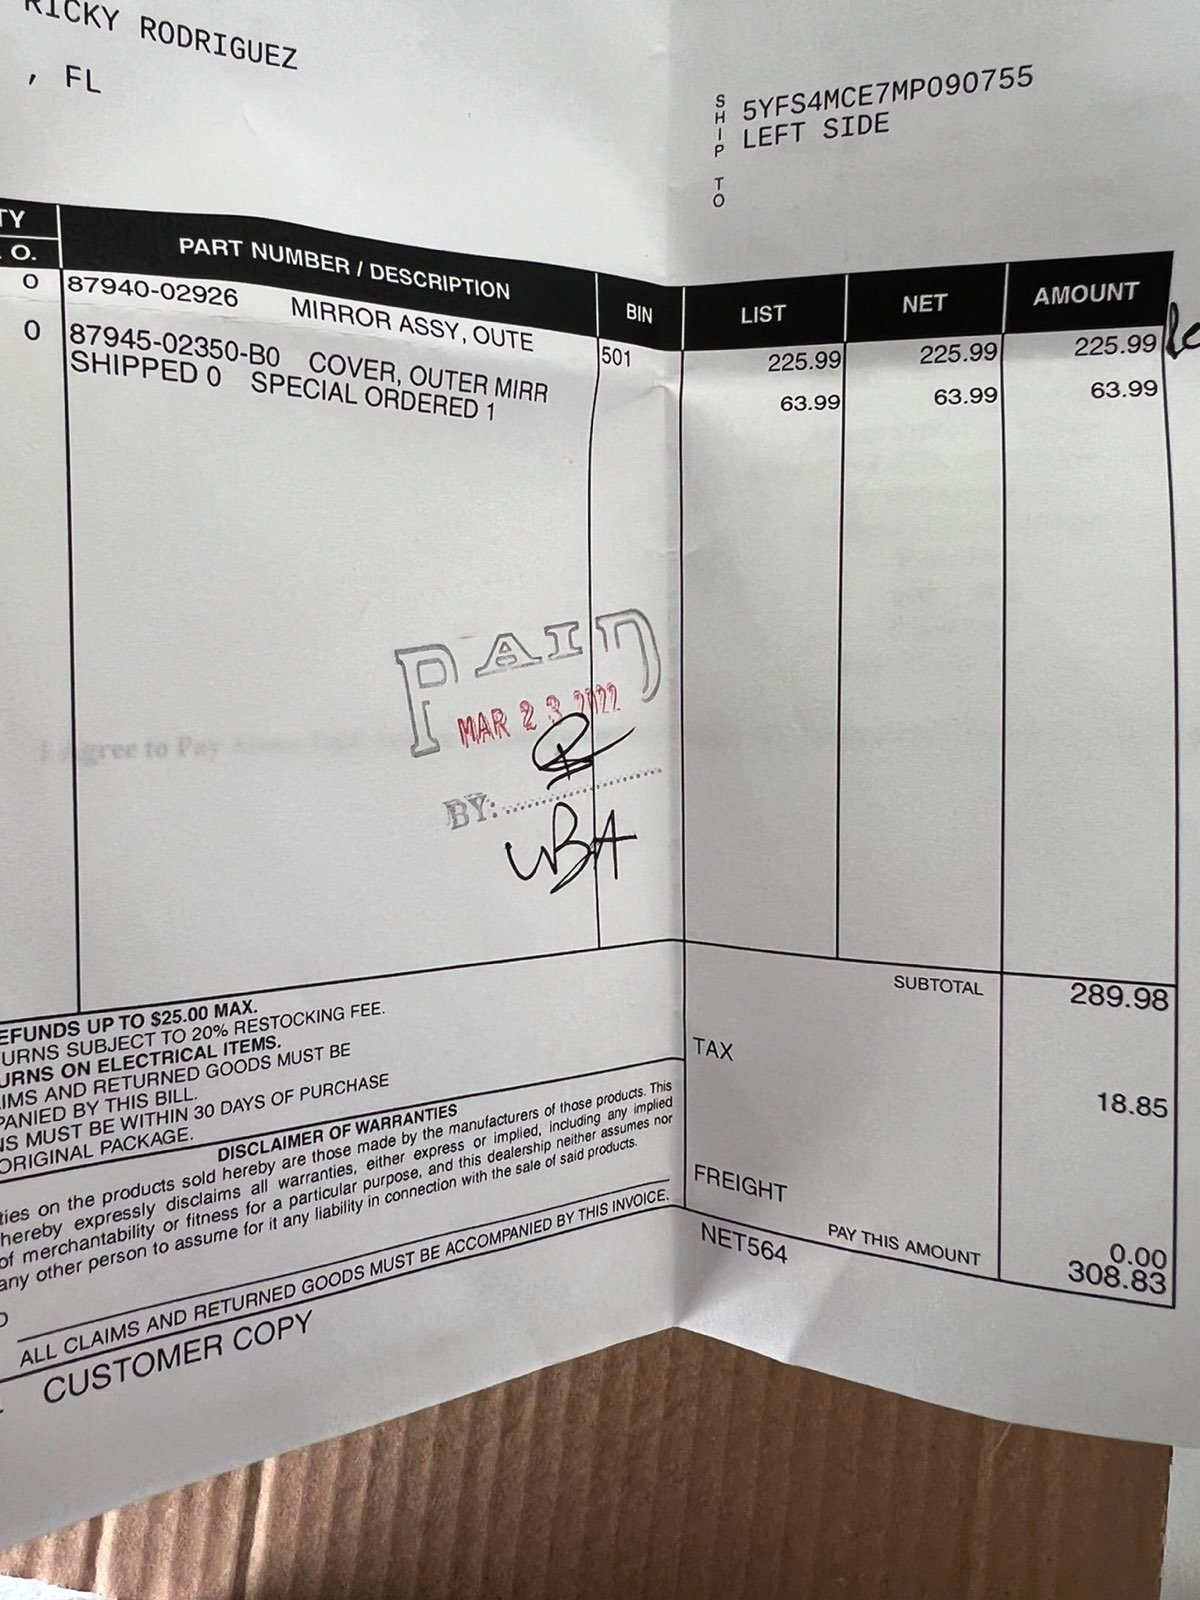 RICKY RODRIGUEZ
, FL
SHIP TO
5YFS4MCE7MP090755
LEFT SIDE
TY
O.
PART NUMBER / DESCRIPTION
BIN
LIST
NET
AMOUNT
0 87940-02926 MIRROR ASSY, OUTE 501 225.99 225.99 225.99
0 87945-02350-B0 COVER, OUTER MIRR 63.99 63.99 63.99
SHIPPED 0 SPECIAL ORDERED 1
PAID
MAR 23 2022
I Agree to Pay
BY:
EFUNDS UP TO $25.00 MAX.
URNS SUBJECT TO 20% RESTOCKING FEE.
URNS ON ELECTRICAL ITEMS.
IMS AND RETURNED GOODS MUST BE
PANIED BY THIS BILL.
NS MUST BE WITHIN 30 DAYS OF PURCHASE
ORIGINAL PACKAGE.
DISCLAIMER OF WARRANTIES
ties on the products sold hereby are those made by the manufacturers of those products. This
hereby expressly disclaims all warranties, either express or implied, including any implied
of merchantability or fitness for a particular purpose, and this dealership neither assumes nor
any other person to assume for it any liability in connection with the sale of said products.
ALL CLAIMS AND RETURNED GOODS MUST BE ACCOMPANIED BY THIS INVOICE.
CUSTOMER COPY
SUBTOTAL 289.98
TAX 18.85
FREIGHT 0.00
NET564 PAY THIS AMOUNT 308.83